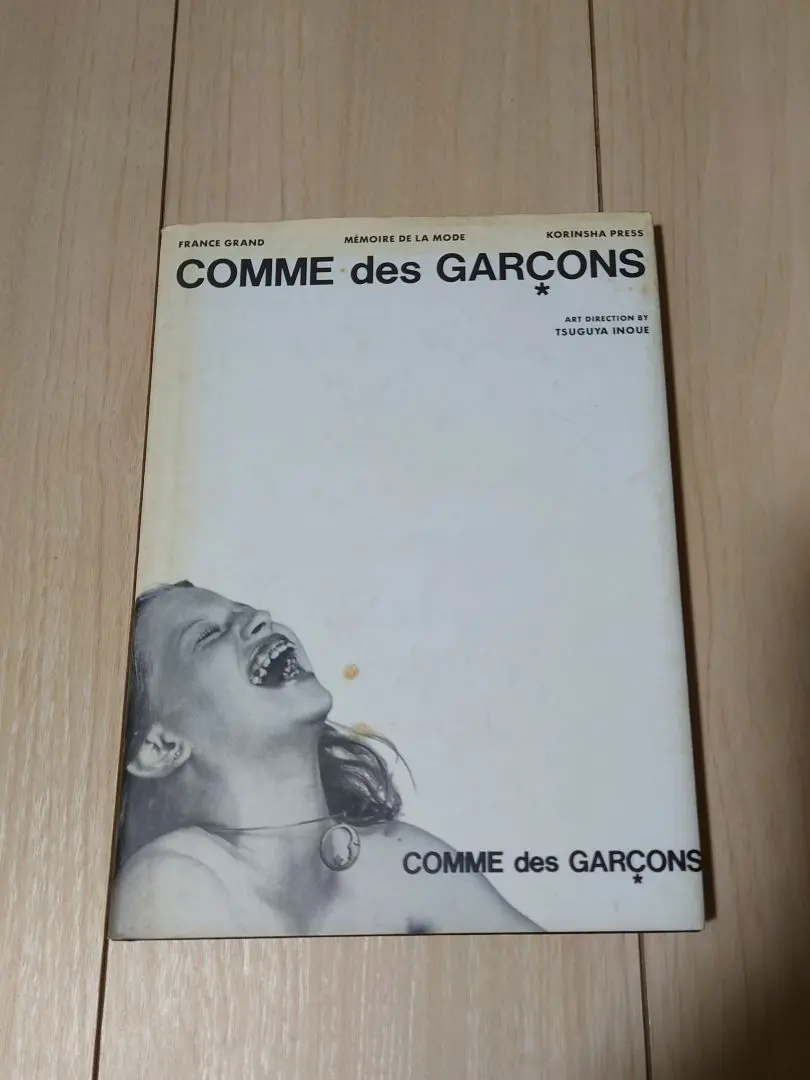 FRANCE GRAND MÉMOIRE DE LA MODE KORINSHA PRESS
COMME des GARÇONS
*
ART DIRECTION BY
TSUGUYA INOUE
COMME des GARÇONS
*